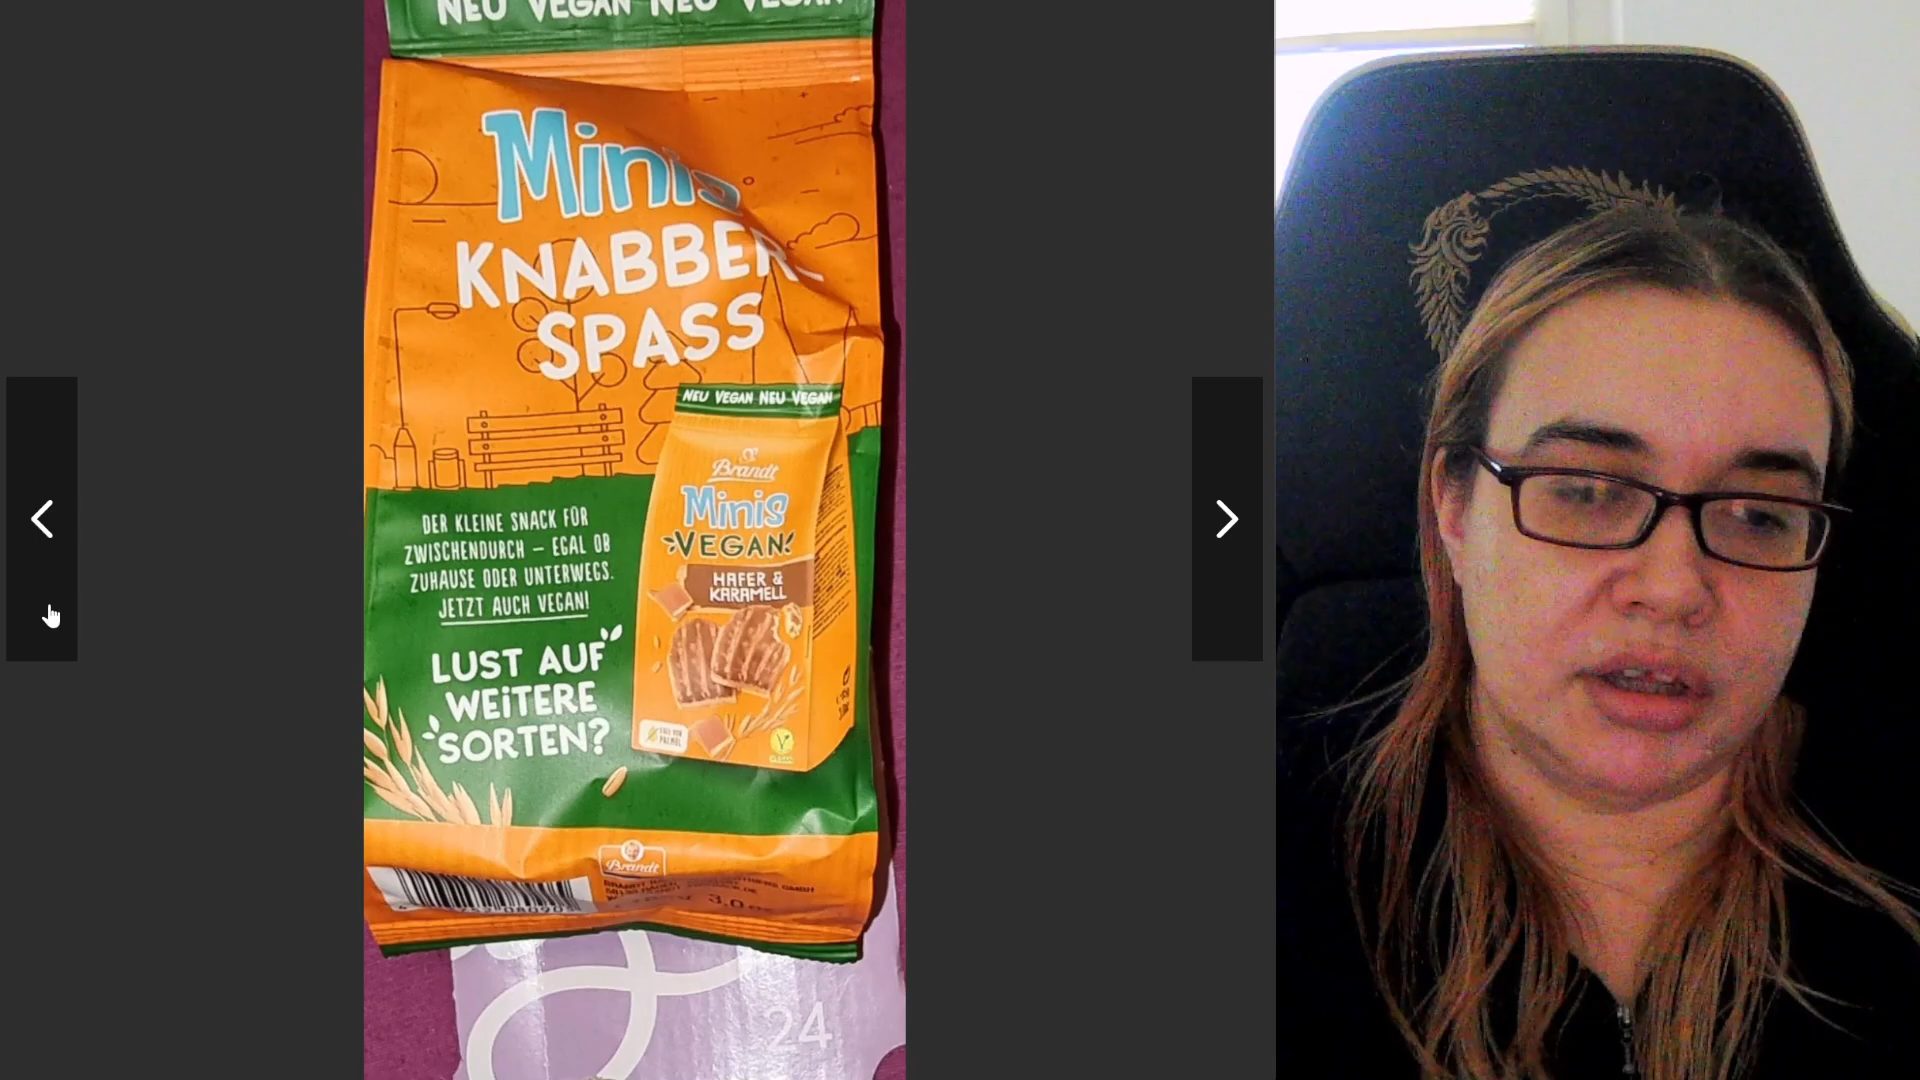 NEU VEGAN NEU VEGAN
Minis
KNABBER-
SPASS
NEU VEGAN NEU VEGAN
Brandt
Minis
VEGAN!
HAFER &
KARAMELL
DER KLEINE SNACK FÜR
ZWISCHENDURCH – EGAL OB
ZUHAUSE ODER UNTERWEGS.
JETZT AUCH VEGAN!
LUST AUF
WEITERE
SORTEN?
Brandt
24